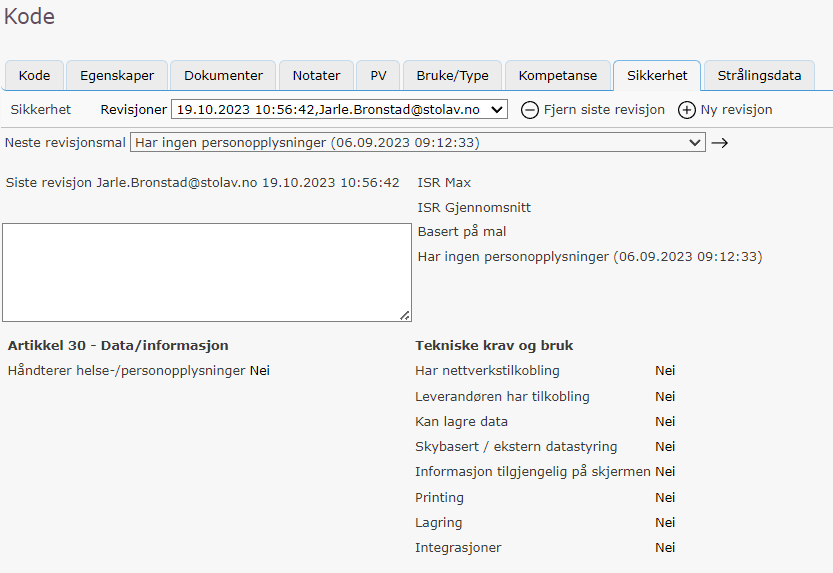 Kode
Kode Egenskaper Dokumenter Notater PV Bruke/Type Kompetanse Sikkerhet Strålingsdata
Sikkerhet Revisjoner 19.10.2023 10:56:42,Jarle.Bronstad@stolav.no Fjern siste revisjon Ny revisjon
Neste revisjonsmal Har ingen personopplysninger (06.09.2023 09:12:33)
Siste revisjon Jarle.Bronstad@stolav.no 19.10.2023 10:56:42 ISR Max
ISR Gjennomsnitt
Basert på mal
Har ingen personopplysninger (06.09.2023 09:12:33)
Artikkel 30 - Data/informasjon
Håndterer helse-/personopplysninger Nei
Tekniske krav og bruk
Har nettverkstilkobling Nei
Leverandøren har tilkobling Nei
Kan lagre data Nei
Skybasert / ekstern datastyring Nei
Informasjon tilgjengelig på skjermen Nei
Printing Nei
Lagring Nei
Integrasjoner Nei